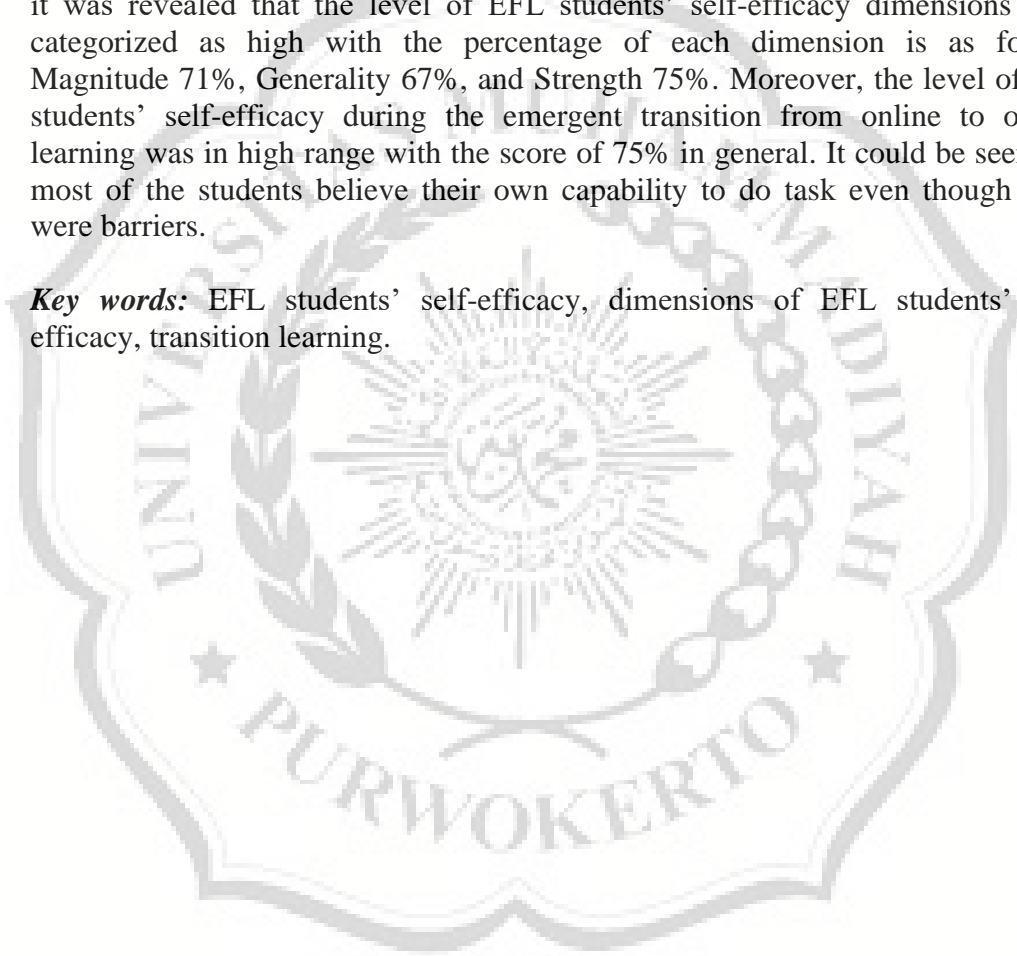 it was revealed that the level of EFL students’ self-efficacy dimensions
categorized as high with the percentage of each dimension is as fo
Magnitude 71%, Generality 67%, and Strength 75%. Moreover, the level of
students’ self-efficacy during the emergent transition from online to o
learning was in high range with the score of 75% in general. It could be seen
most of the students believe their own capability to do task even though
were barriers.
Key words: EFL students’ self-efficacy, dimensions of EFL students’
efficacy, transition learning.
UNIVERSITAS MUHAMMADIYAH
PURWOKERTO